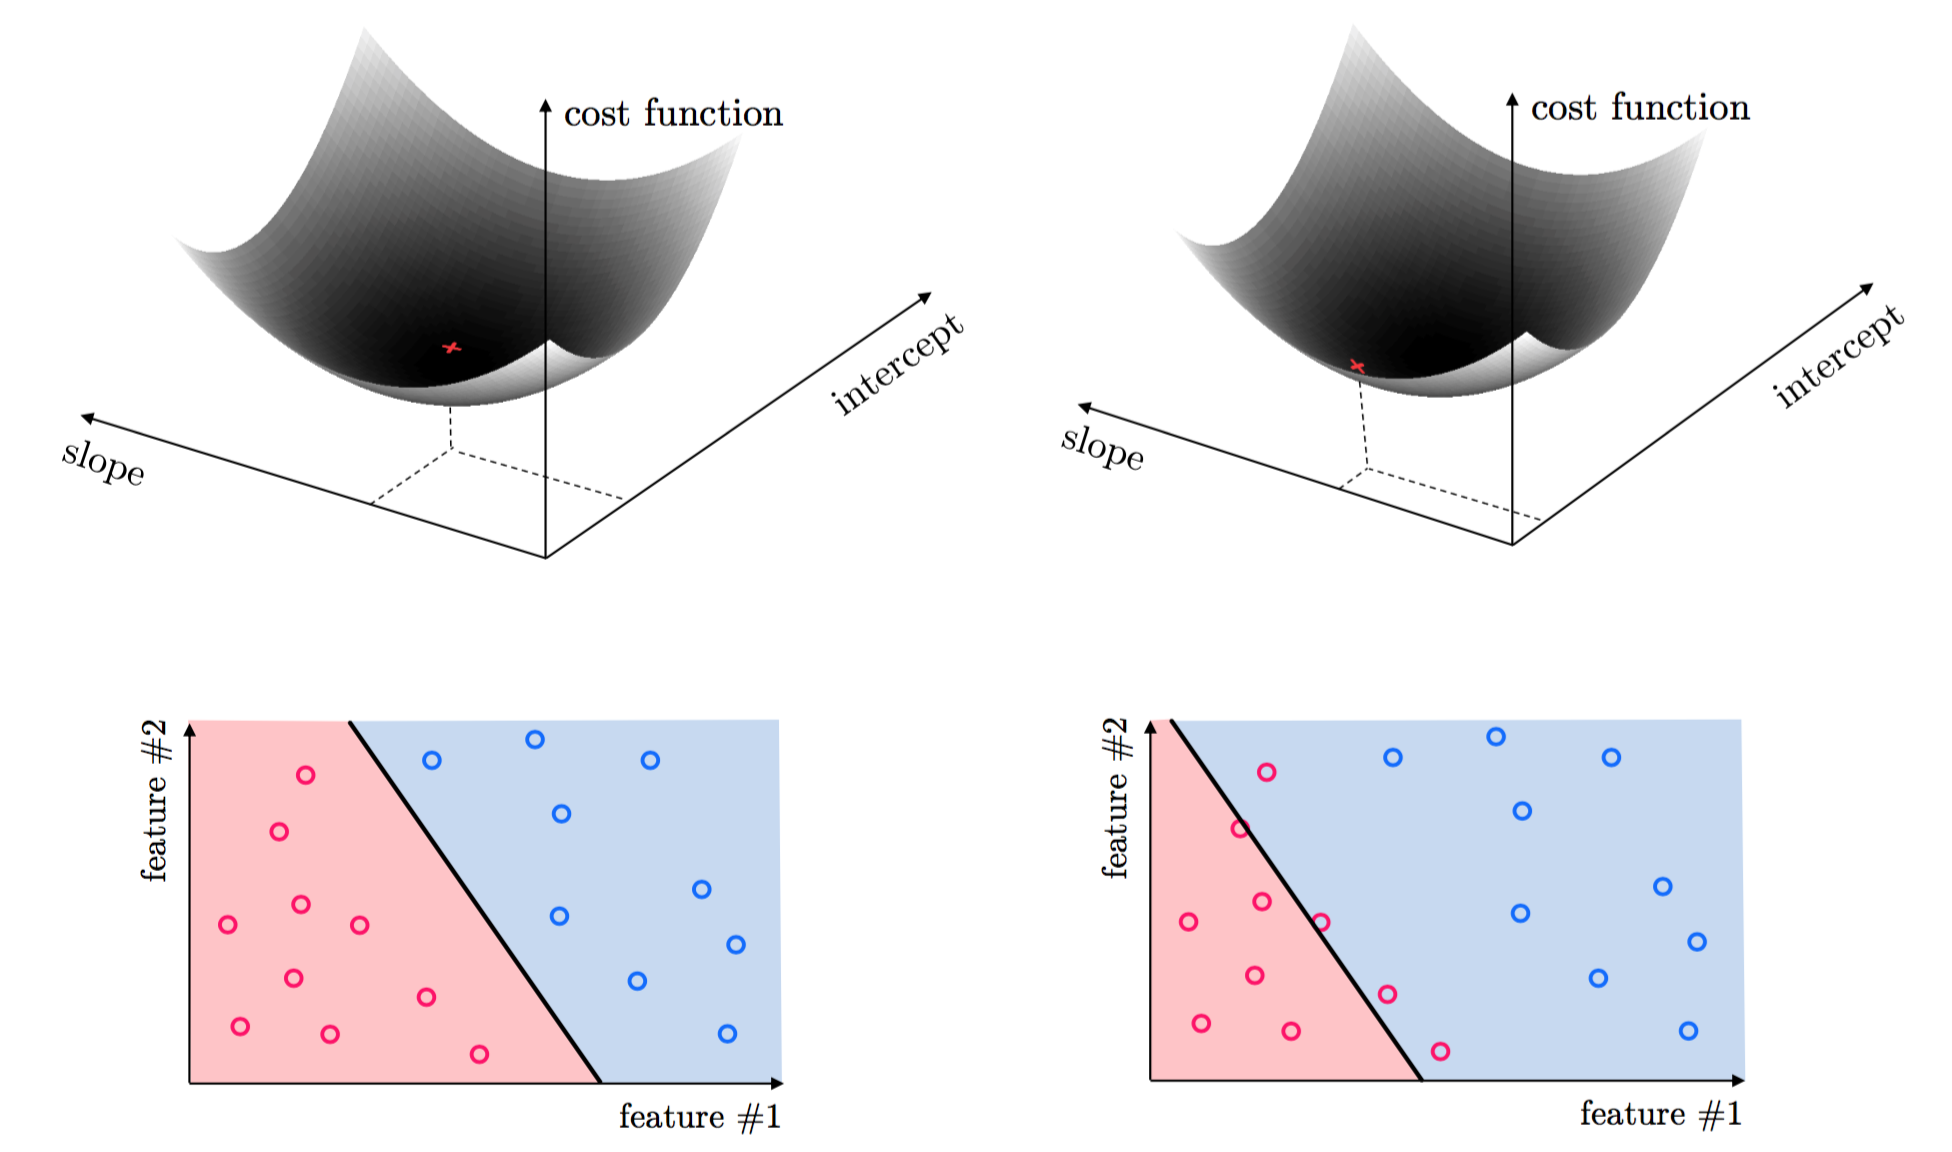 cost function
intercept
slope
cost function
intercept
slope
feature #2
feature #1
feature #2
feature #1